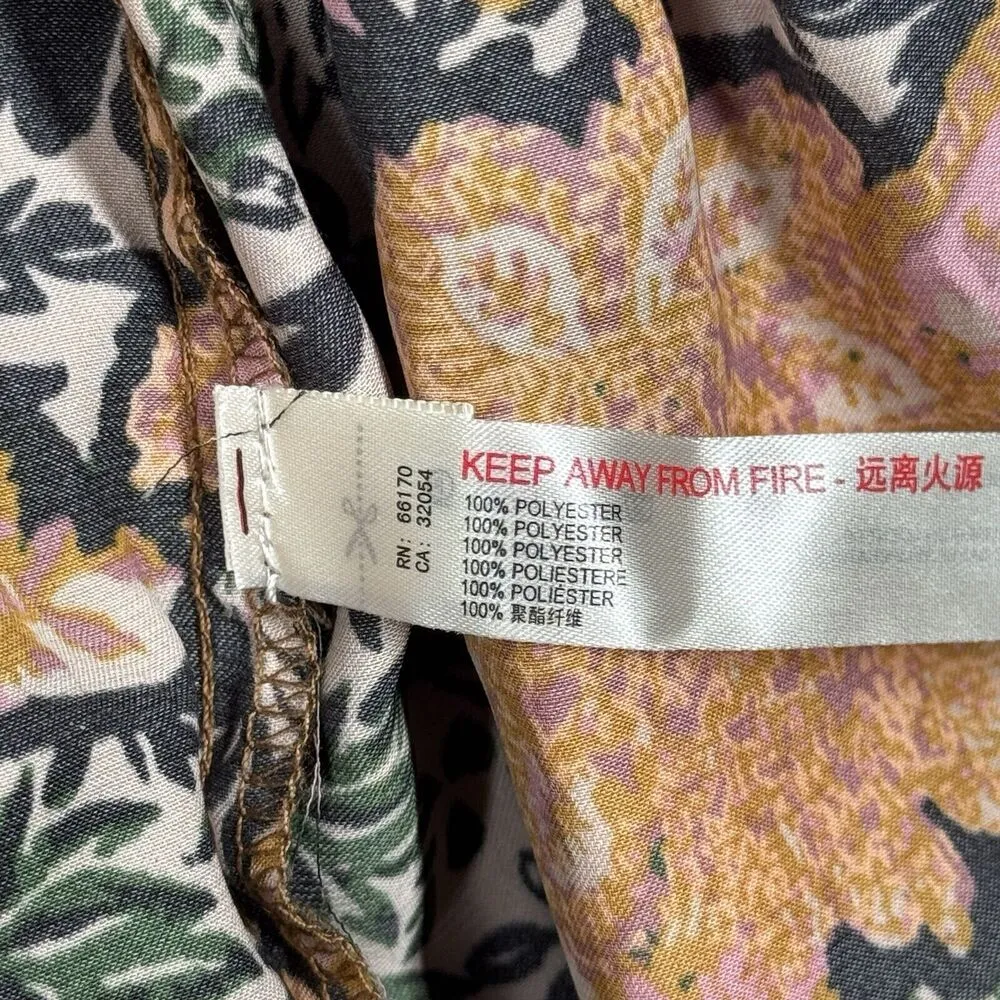 RN: 66170
CA: 32054
KEEP AWAY FROM FIRE - 远离火源
100% POLYESTER
100% POLYESTER
100% POLYESTER
100% POLIESTERE
100% POLIÉSTER
100% 聚酯纤维